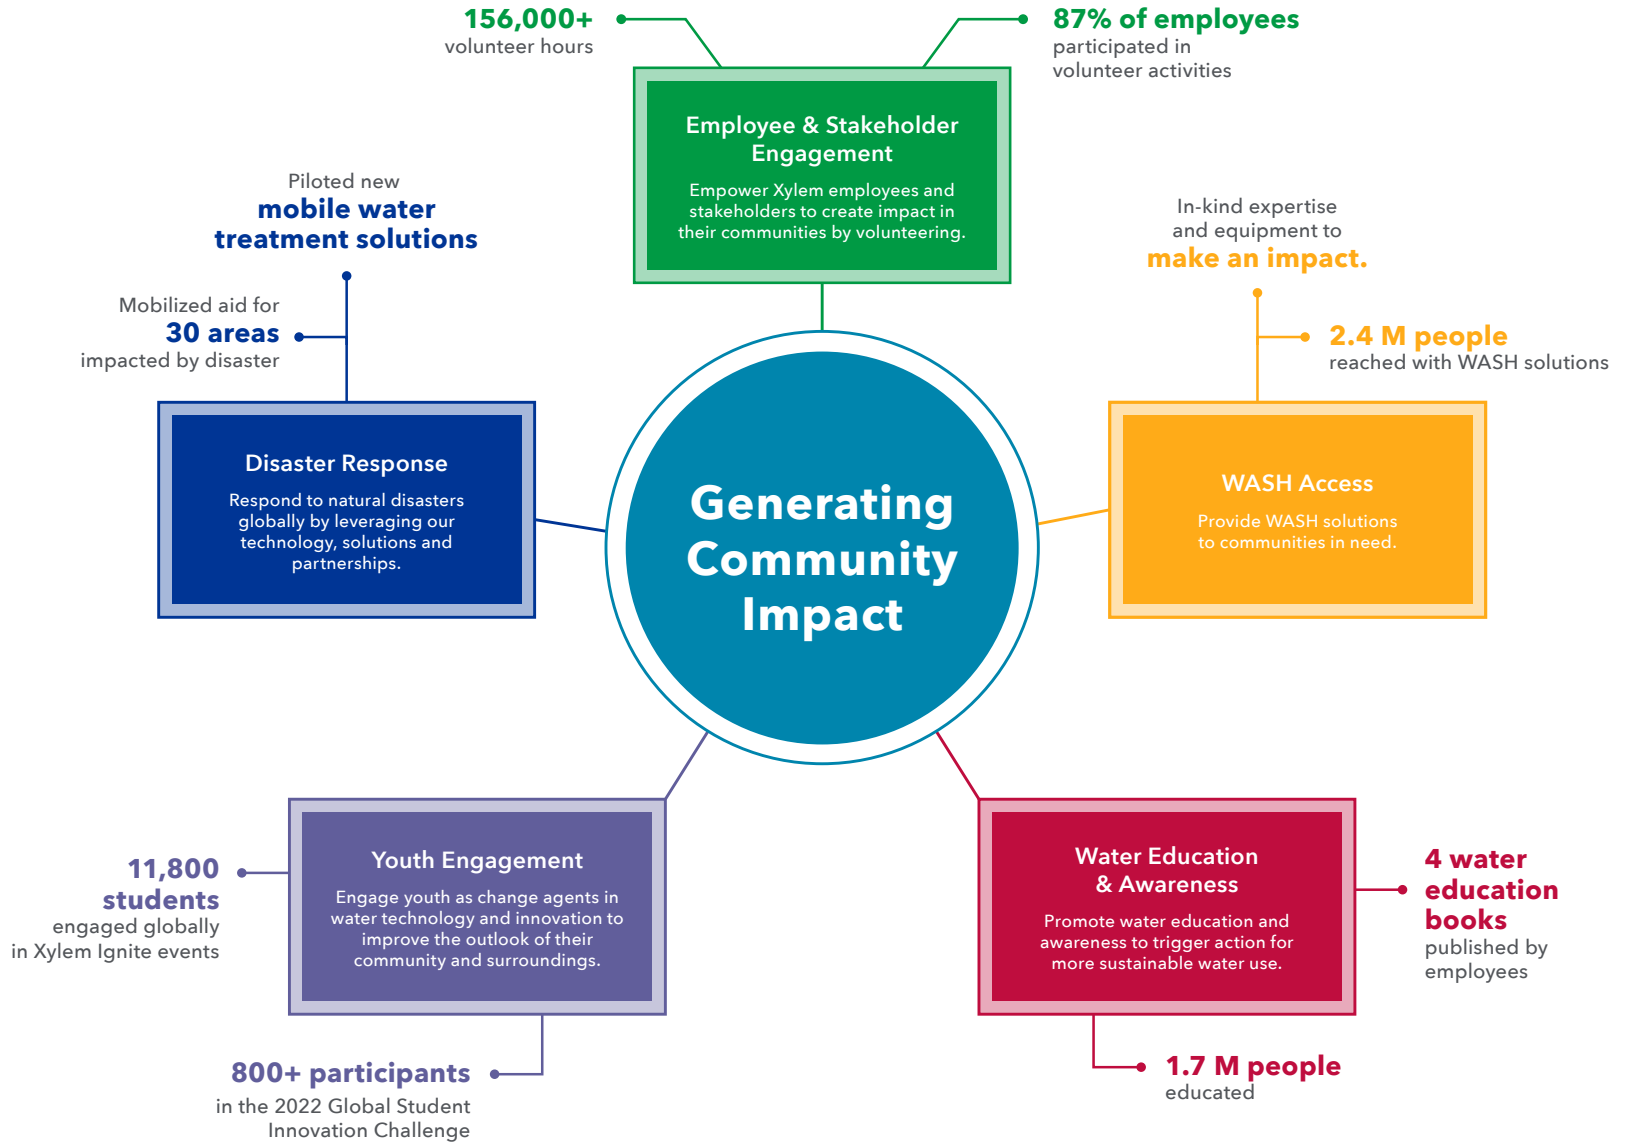 156,000+
volunteer hours
87% of employees
participated in
volunteer activities
Employee & Stakeholder
Engagement
Empower Xylem employees and
stakeholders to create impact in
their communities by volunteering.
Piloted new
mobile water
treatment solutions
Mobilized aid for
30 areas
impacted by disaster
In-kind expertise
and equipment to
make an impact.
2.4 M people
reached with WASH solutions
Disaster Response
Respond to natural disasters
globally by leveraging our
technology, solutions and
partnerships.
Generating
Community
Impact
WASH Access
Provide WASH solutions
to communities in need.
11,800
students
engaged globally
in Xylem Ignite events
Youth Engagement
Engage youth as change agents in
water technology and innovation to
improve the outlook of their
community and surroundings.
800+ participants
in the 2022 Global Student
Innovation Challenge
Water Education
& Awareness
Promote water education and
awareness to trigger action for
more sustainable water use.
4 water
education
books
published by
employees
1.7 M people
educated